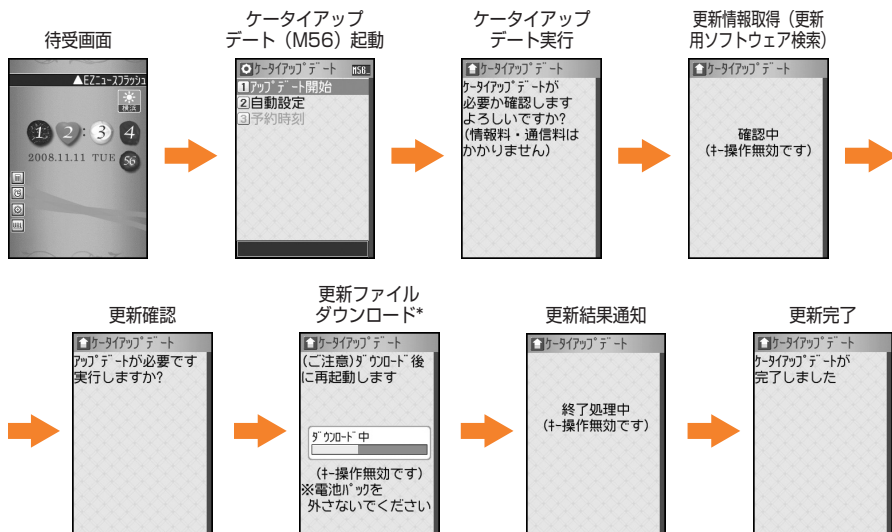 待受画面
ケータイアップ
デート（M56）起動
ケータイアップ
デート実行
更新情報取得（更新
用ソフトウェア検索）
▲EZニュースフラッシュ
横浜
1 2:3 4
2008.11.11 TUE 56
ｹｰﾀｲｱｯﾌﾟﾃﾞｰﾄ M56
1ｱｯﾌﾟﾃﾞｰﾄ開始
2自動設定
3予約時刻
ｹｰﾀｲｱｯﾌﾟﾃﾞｰﾄ
ｹｰﾀｲｱｯﾌﾟﾃﾞｰﾄが
必要か確認します
よろしいですか?
(情報料・通信料は
かかりません)
ｹｰﾀｲｱｯﾌﾟﾃﾞｰﾄ
確認中
(ｷｰ操作無効です)
更新確認
更新ファイル
ダウンロード*
更新結果通知
更新完了
ｹｰﾀｲｱｯﾌﾟﾃﾞｰﾄ
ｱｯﾌﾟﾃﾞｰﾄが必要です
実行しますか?
ｹｰﾀｲｱｯﾌﾟﾃﾞｰﾄ
(ご注意)ﾀﾞｳﾝﾛｰﾄﾞ後
に再起動します
ﾀﾞｳﾝﾛｰﾄﾞ中
(ｷｰ操作無効です)
※電池ﾊﾟｯｸを
外さないでください
ｹｰﾀｲｱｯﾌﾟﾃﾞｰﾄ
終了処理中
(ｷｰ操作無効です)
ｹｰﾀｲｱｯﾌﾟﾃﾞｰﾄ
ｹｰﾀｲｱｯﾌﾟﾃﾞｰﾄが
完了しました